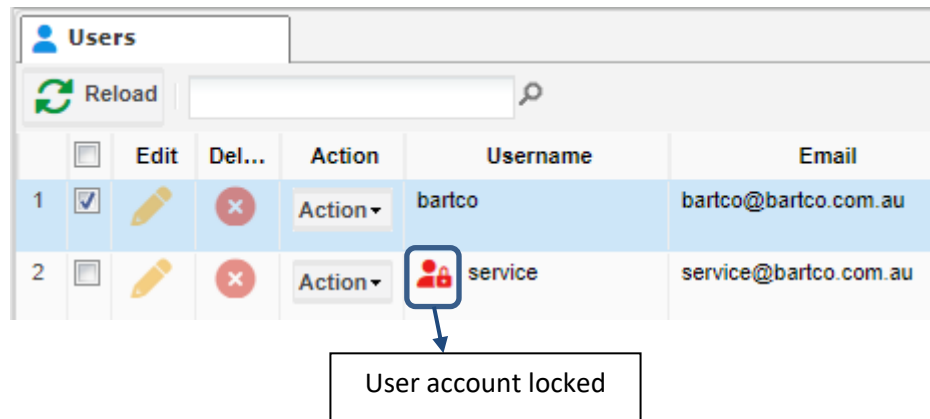 Users
Reload
Edit Del... Action Username Email
1 Action bartco bartco@bartco.com.au
2 Action service service@bartco.com.au
User account locked